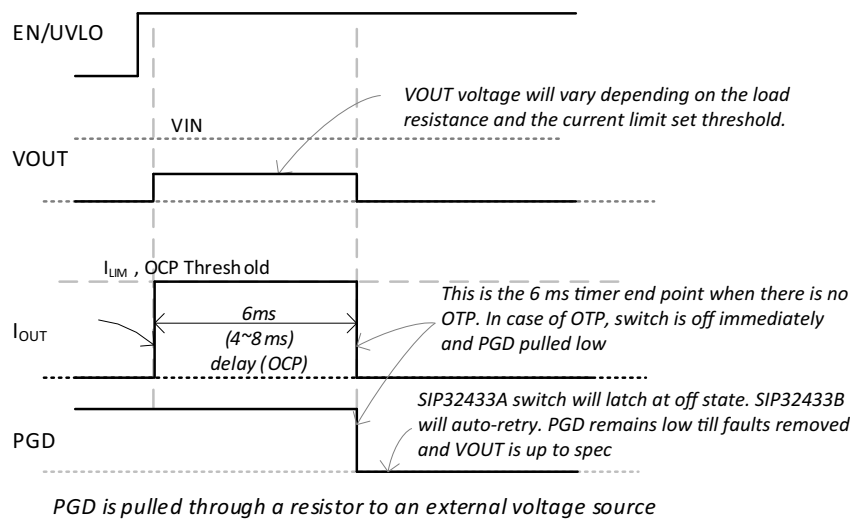 EN/UVLO
VOUT voltage will vary depending on the load
resistance and the current limit set threshold.
VIN
VOUT
ILIM , OCP Threshold
This is the 6 ms timer end point when there is no
OTP. In case of OTP, switch is off immediately
and PGD pulled low
6ms
(4~8 ms)
delay (OCP)
IOUT
SIP32433A switch will latch at off state. SIP32433B
will auto-retry. PGD remains low till faults removed
and VOUT is up to spec
PGD
PGD is pulled through a resistor to an external voltage source